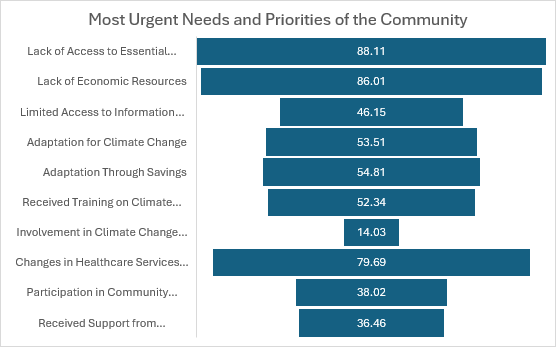 Most Urgent Needs and Priorities of the Community
Lack of Access to Essential... 88.11
Lack of Economic Resources 86.01
Limited Access to Information... 46.15
Adaptation for Climate Change 53.51
Adaptation Through Savings 54.81
Received Training on Climate... 52.34
Involvement in Climate Change... 14.03
Changes in Healthcare Services... 79.69
Participation in Community... 38.02
Received Support from... 36.46